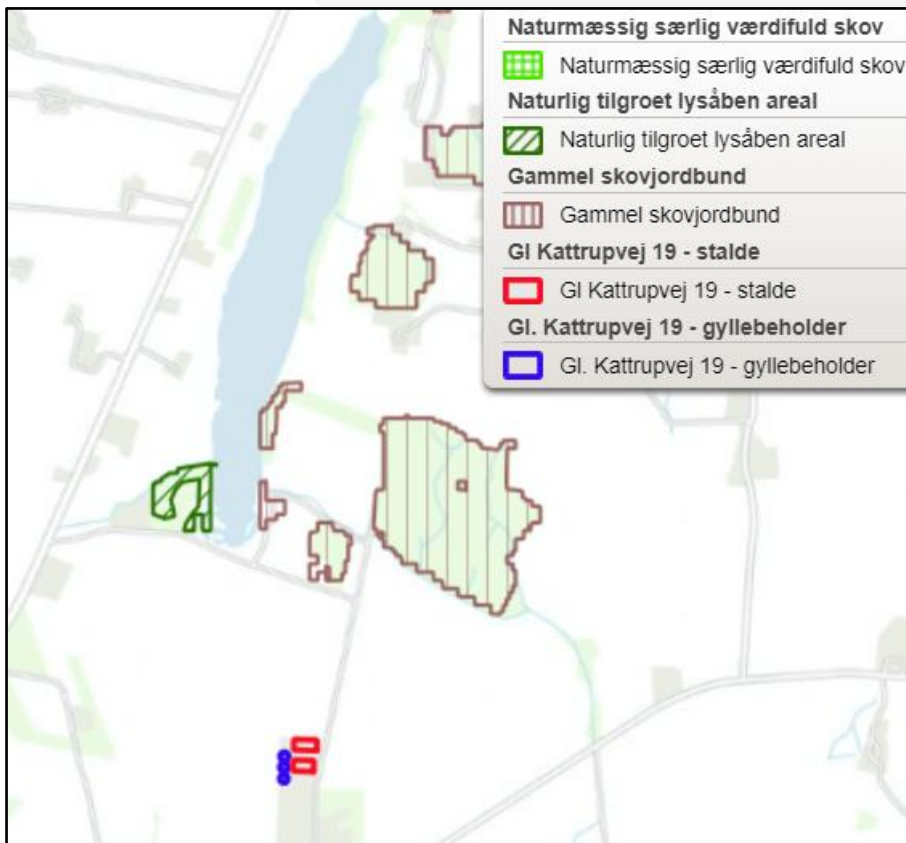 Naturmæssig særlig værdifuld skov
Naturmæssig særlig værdifuld skov
Naturlig tilgroet lysåben areal
Naturlig tilgroet lysåben areal
Gammel skovjordbund
Gammel skovjordbund
Gl Kattrupvej 19 - stalde
Gl Kattrupvej 19 - stalde
Gl. Kattrupvej 19 - gyllebeholder
Gl. Kattrupvej 19 - gyllebeholder